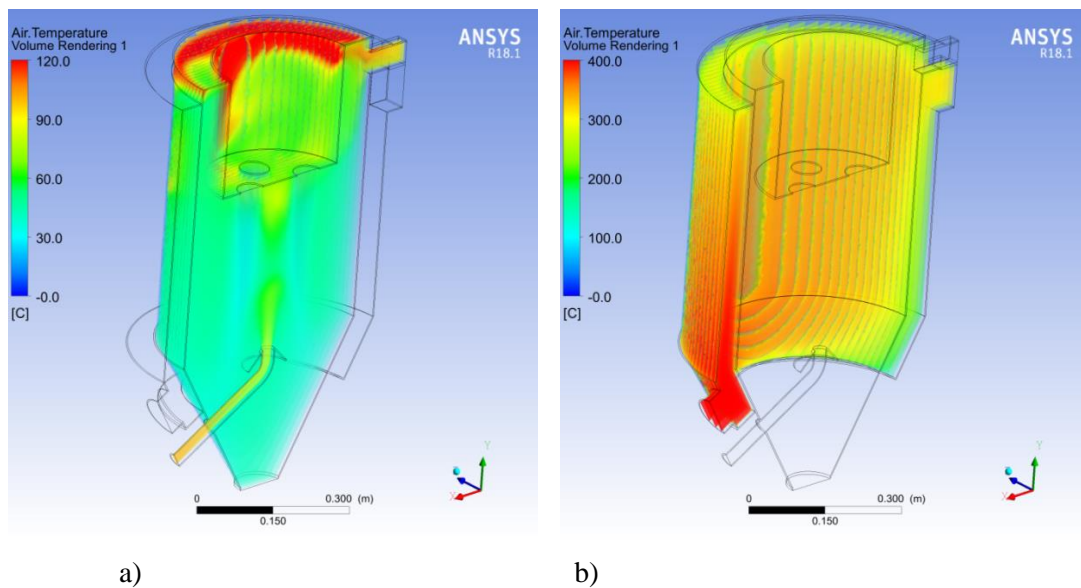 Air.Temperature
Volume Rendering 1
120.0
90.0
60.0
30.0
-0.0
[C]
ANSYS
R18.1
Y
X
0
0.300 (m)
0.150
Air.Temperature
Volume Rendering 1
400.0
300.0
200.0
100.0
-0.0
[C]
ANSYS
R18.1
Y
X
0
0.300 (m)
0.150
a)
b)